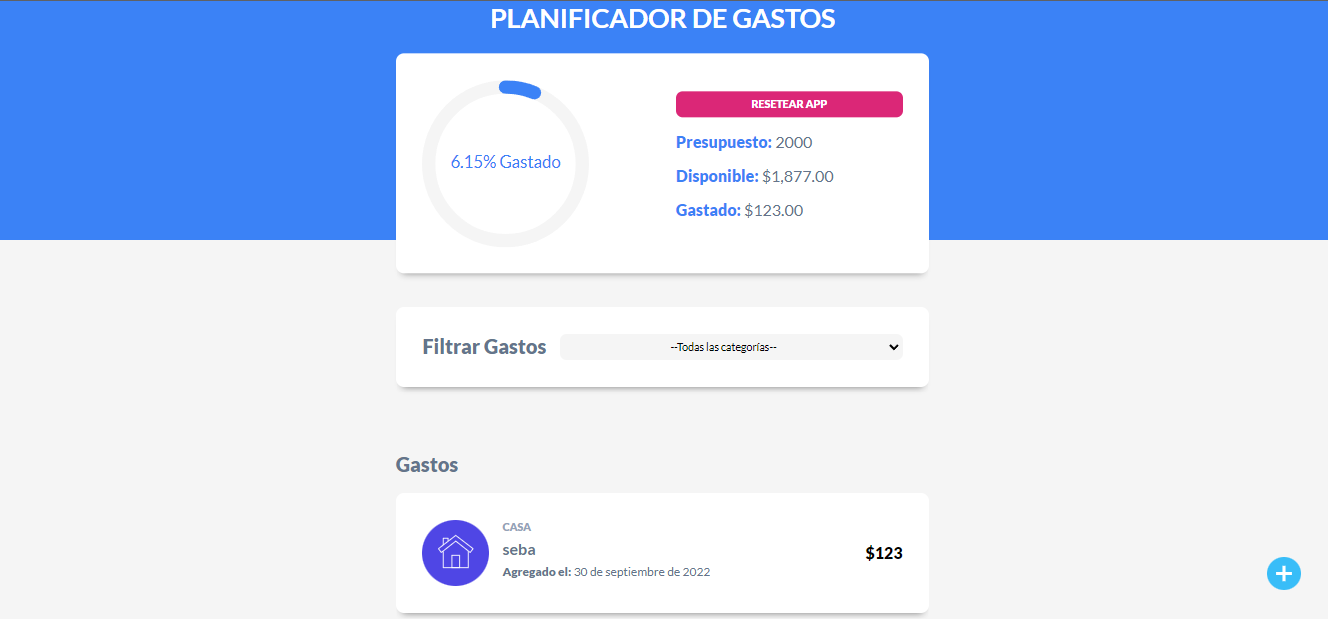 PLANIFICADOR DE GASTOS
6.15% Gastado
RESETEAR APP
Presupuesto: 2000
Disponible: $1,877.00
Gastado: $123.00
Filtrar Gastos
--Todas las categorías--
Gastos
CASA
seba
$123
Agregado el: 30 de septiembre de 2022